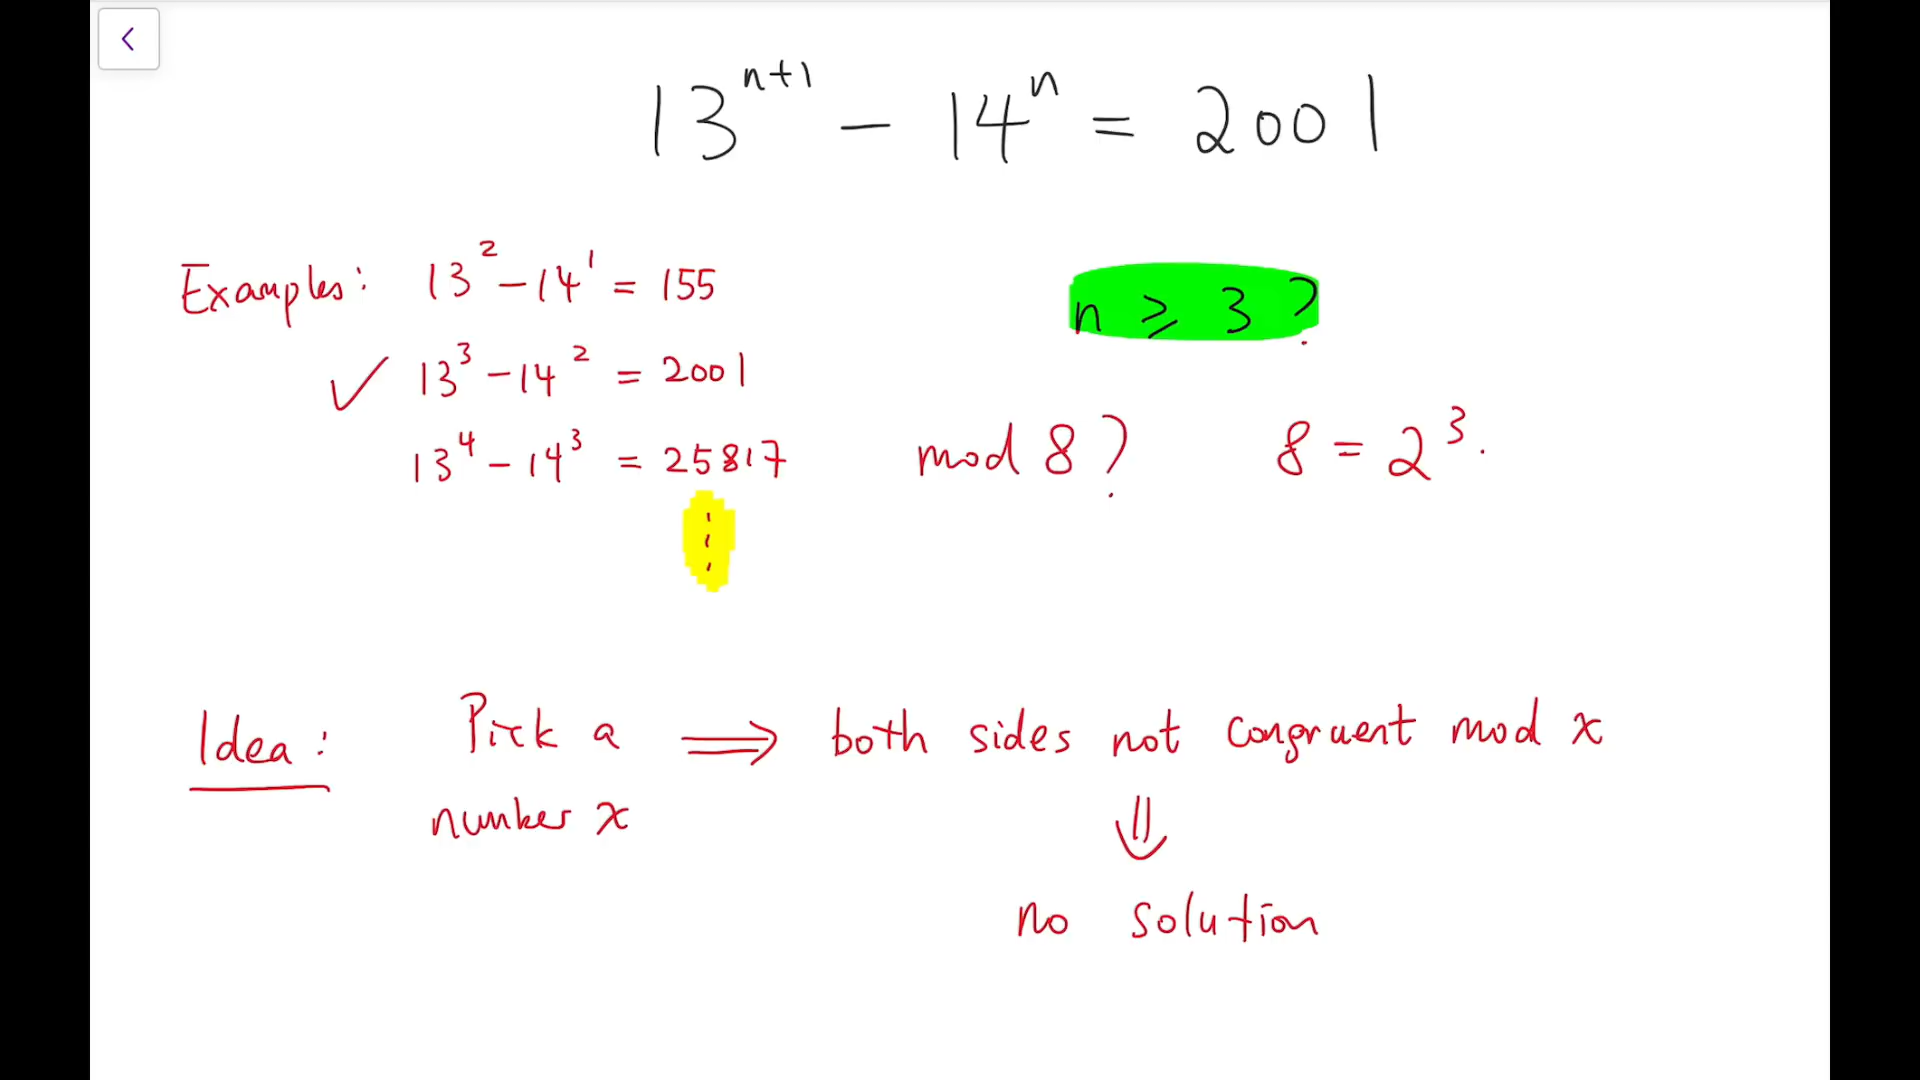 13^{n+1} - 14^n = 2001
Examples: 13^2 - 14^1 = 155
n ≥ 3 ?
✓ 13^3 - 14^2 = 2001
13^4 - 14^3 = 25817
mod 8 ? 8 = 2^3.
⋮
Idea: Pick a ⟹ both sides not congruent mod x
number x ⇓
no solution